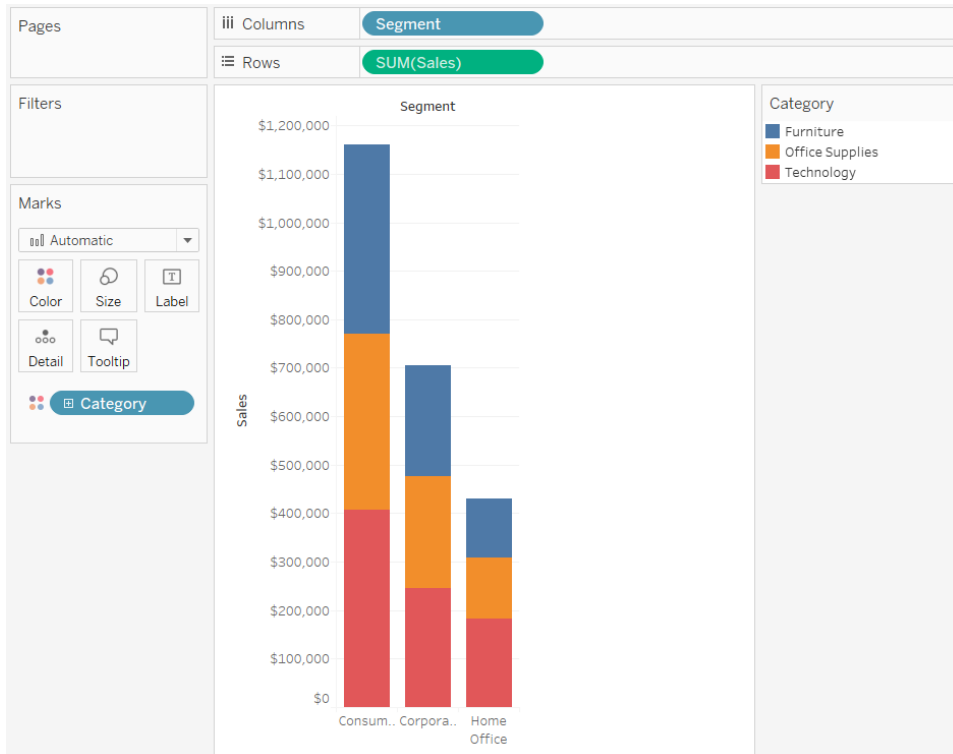 Pages
Columns
Segment
Rows
SUM(Sales)
Filters
Marks
Automatic
Color
Size
T
Label
Detail
Tooltip
Category
Segment
$1,200,000
$1,100,000
$1,000,000
$900,000
$800,000
$700,000
$600,000
$500,000
$400,000
$300,000
$200,000
$100,000
$0
Sales
Consum..
Corpora..
Home
Office
Category
Furniture
Office Supplies
Technology